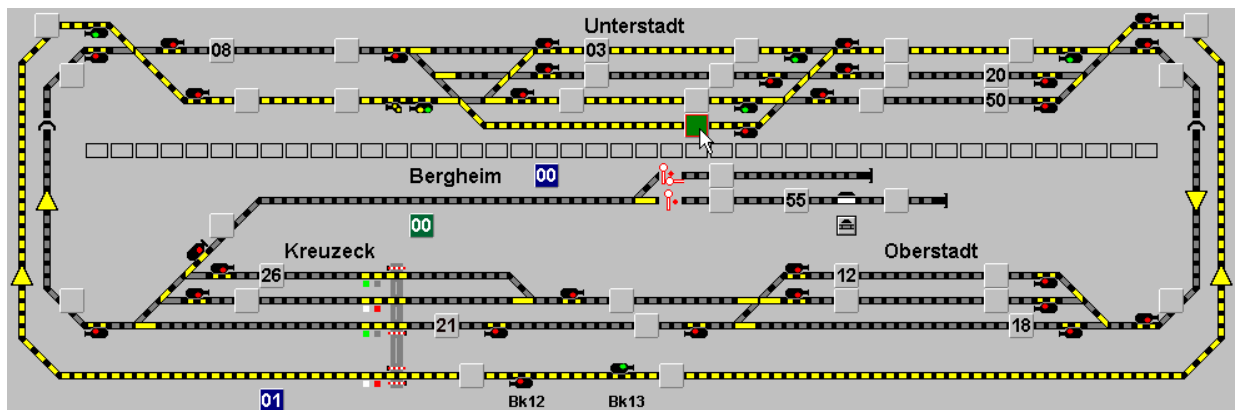 Unterstadt
08
03
20
50
Bergheim
00
55
00
Kreuzeck
Oberstadt
26
12
21
18
01
Bk12
Bk13